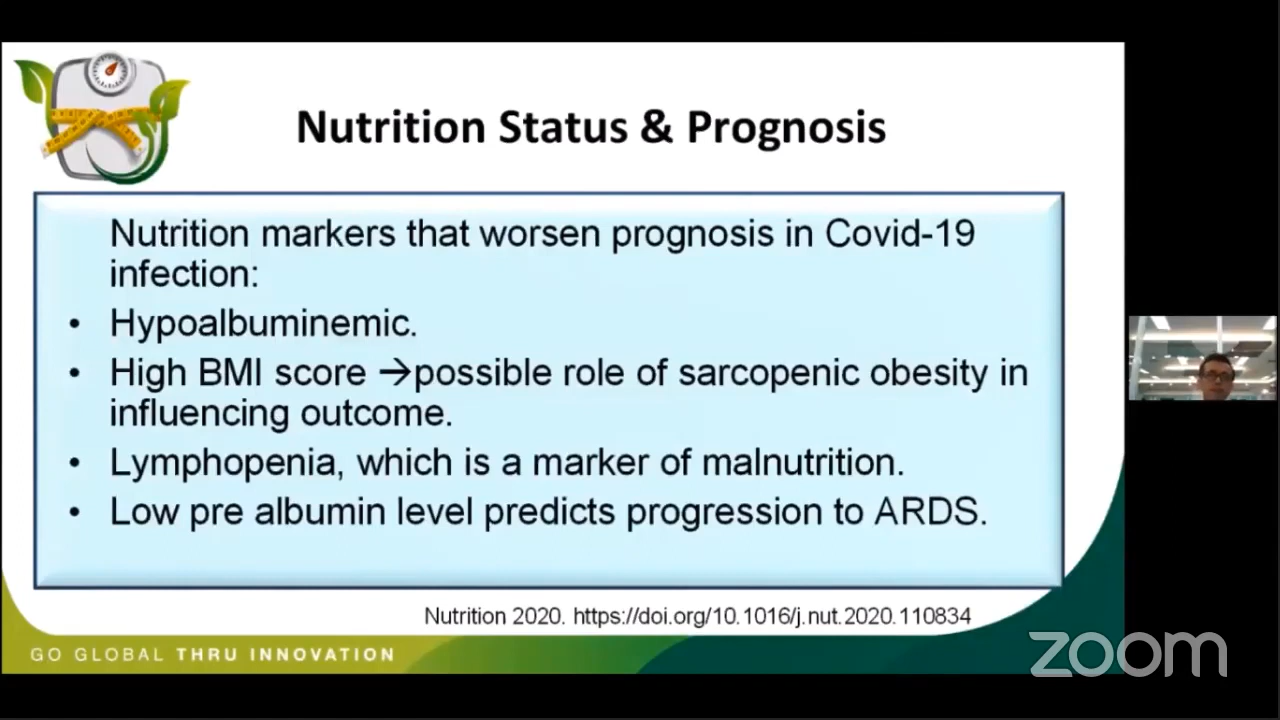 Nutrition Status & Prognosis
Nutrition markers that worsen prognosis in Covid-19
infection:
• Hypoalbuminemic.
• High BMI score →possible role of sarcopenic obesity in
influencing outcome.
• Lymphopenia, which is a marker of malnutrition.
• Low pre albumin level predicts progression to ARDS.
Nutrition 2020. https://doi.org/10.1016/j.nut.2020.110834
GO GLOBAL THRU INNOVATION
zoom